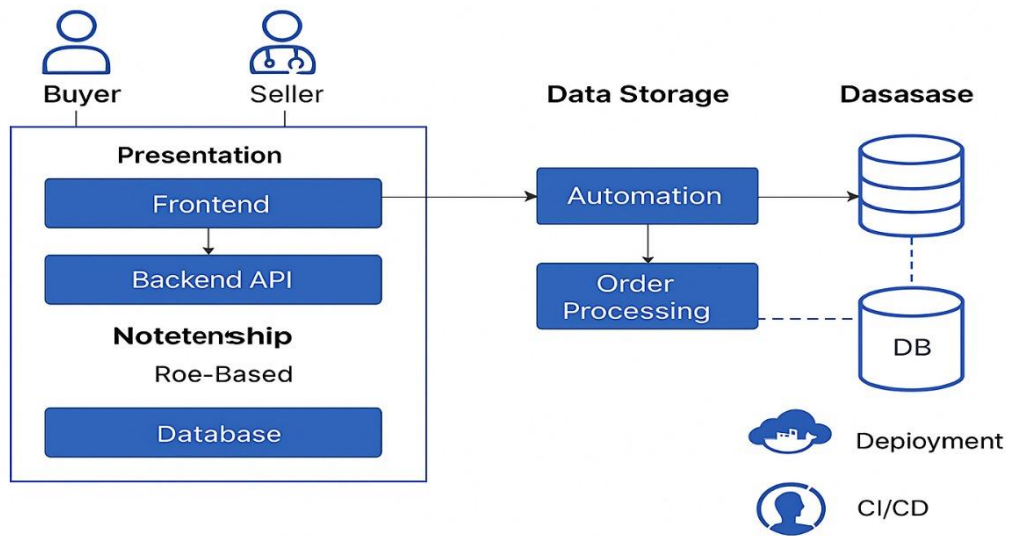 Buyer
Seller
Data Storage
Dasasase
Presentation
Frontend
Automation
Backend API
Order
Processing
Notetenship
Roe-Based
DB
Database
Depioyment
CI/CD